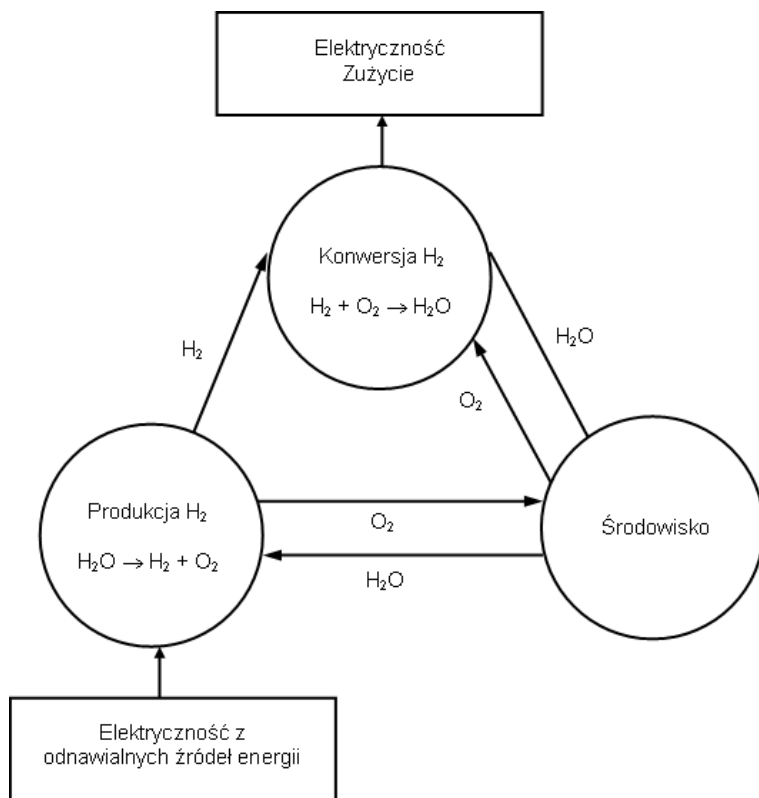 Elektryczność
Zużycie
Konwersja H₂
H₂ + O₂ → H₂O
H₂
H₂O
O₂
Produkcja H₂
H₂O → H₂ + O₂
O₂
H₂O
Środowisko
Elektryczność z
odnawialnych źródeł energii